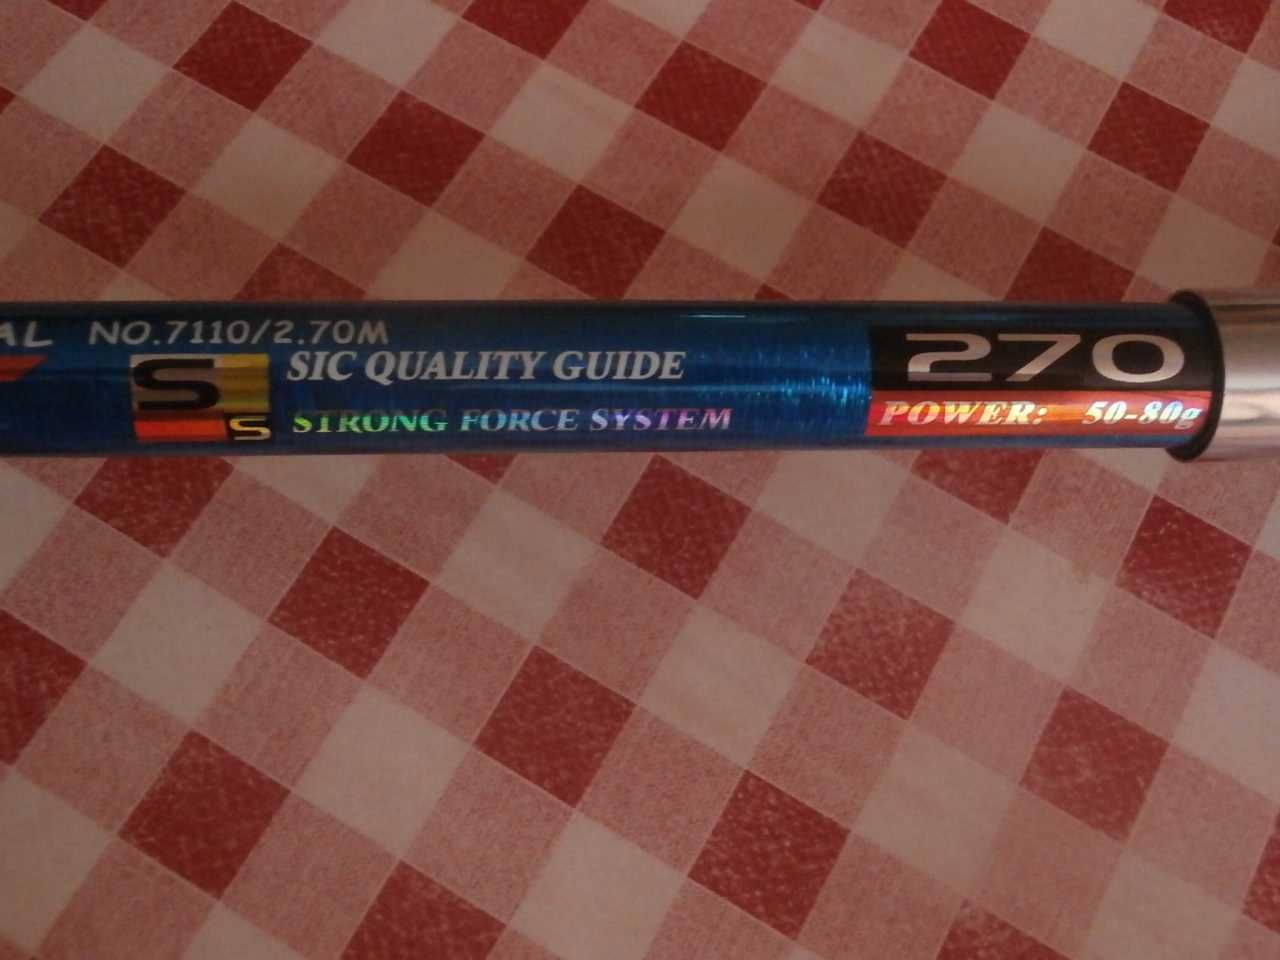 AL NO.7110/2.70M
S SIC QUALITY GUIDE
S STRONG FORCE SYSTEM
270
POWER: 50-80g